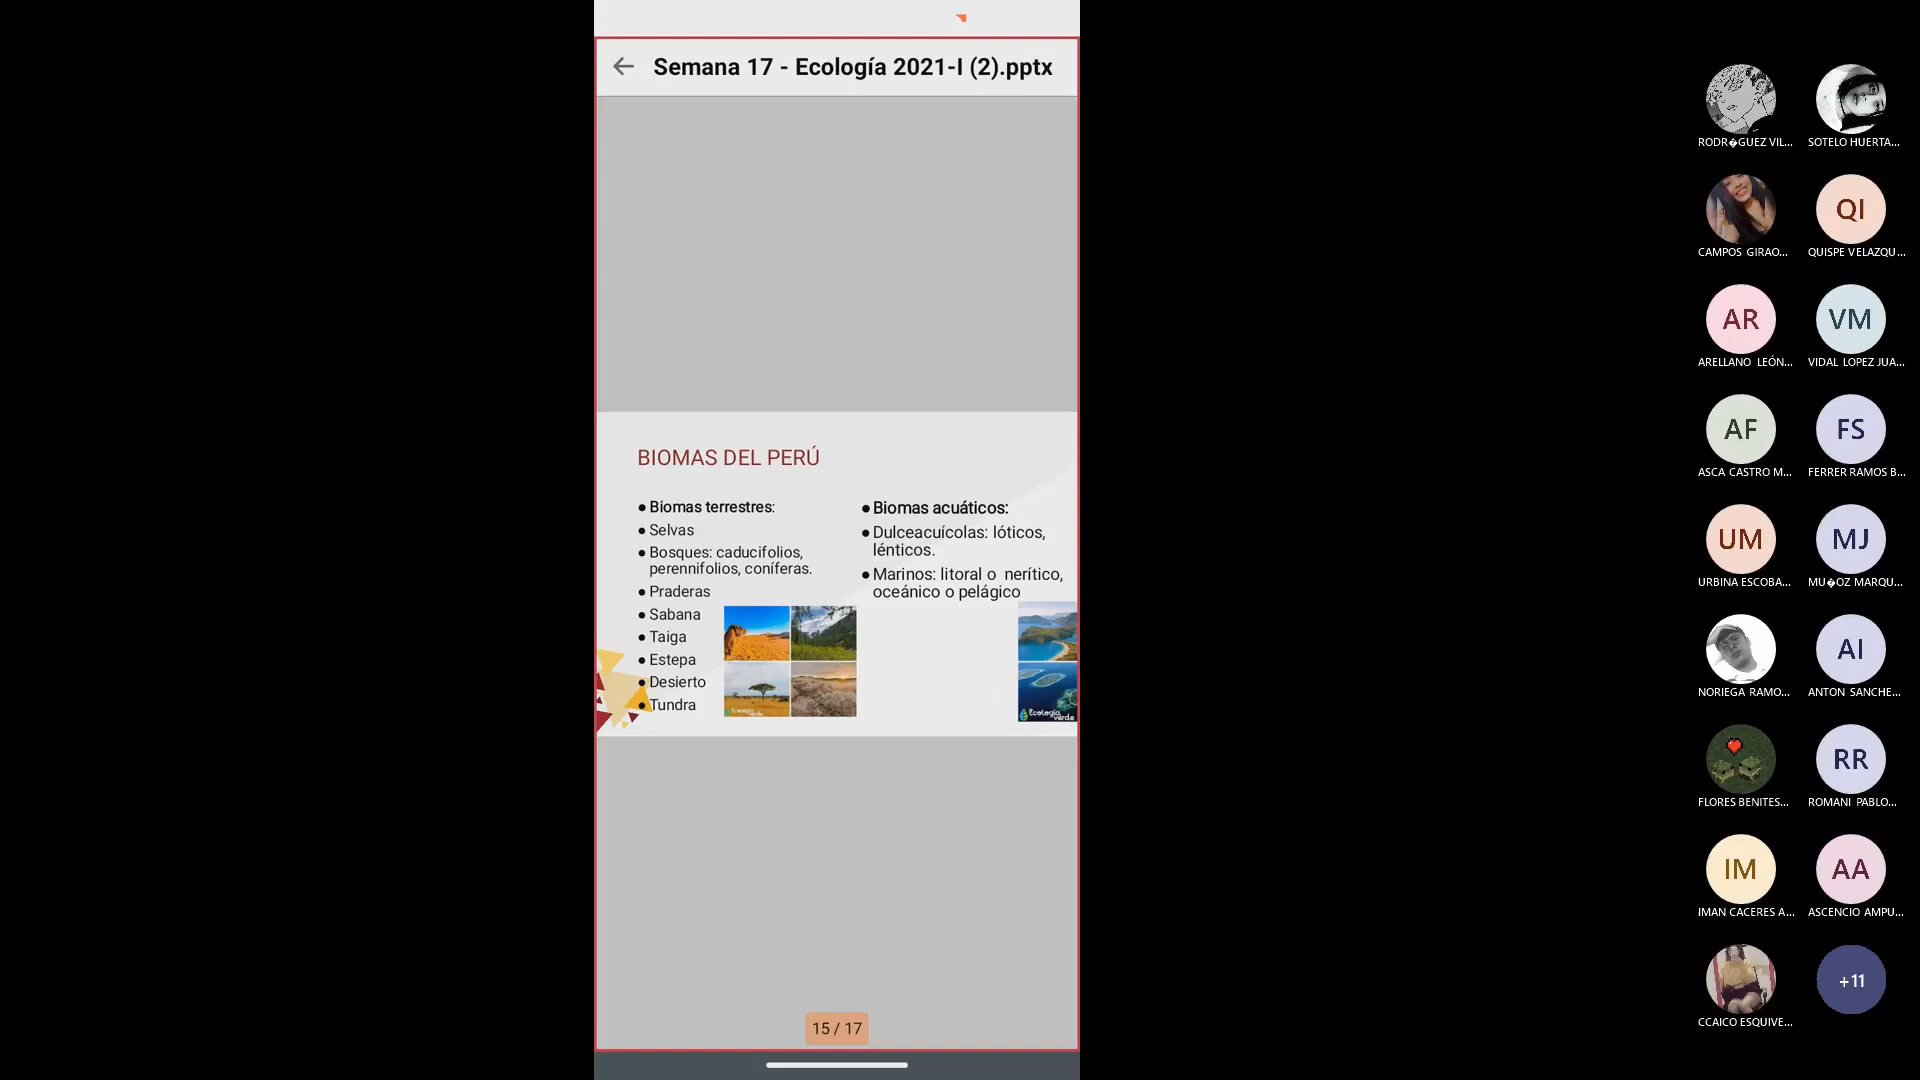 Semana 17 - Ecología 2021-I (2).pptx
BIOMAS DEL PERÚ
● Biomas terrestres:
● Selvas
● Bosques: caducifolios,
perennifolios, coníferas.
● Praderas
● Sabana
● Taiga
● Estepa
● Desierto
● Tundra
Ecología
verde
● Biomas acuáticos:
● Dulceacuícolas: lóticos,
lénticos.
● Marinos: litoral o nerítico,
oceánico o pelágico
Ecología
verde
15 / 17
RODR�GUEZ VIL...
SOTELO HUERTA...
CAMPOS GIRAO...
QI
QUISPE VELAZQU...
AR
ARELLANO LEÓN...
VM
VIDAL LOPEZ JUA...
AF
ASCA CASTRO M...
FS
FERRER RAMOS B...
UM
URBINA ESCOBA...
MJ
MU�OZ MARQU...
NORIEGA RAMO...
AI
ANTON SANCHE...
FLORES BENITES...
RR
ROMANI PABLO...
IM
IMAN CACERES A...
AA
ASCENCIO AMPU...
CCAICO ESQUIVE...
+11